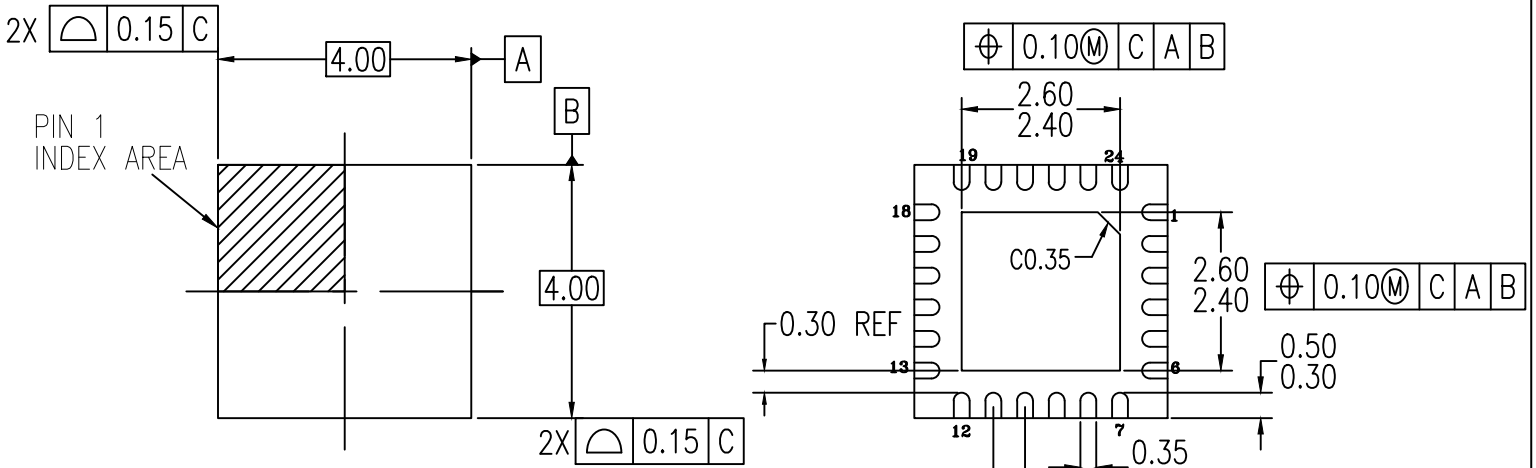 2X ⌓ 0.15 C
4.00
A
B
PIN 1
INDEX AREA
4.00
2X ⌓ 0.15 C
⌖ 0.10Ⓜ C A B
2.60
2.40
19
24
18
1
C0.35
2.60
2.40
⌖ 0.10Ⓜ C A B
0.30 REF
13
6
0.50
0.30
12
7
0.35